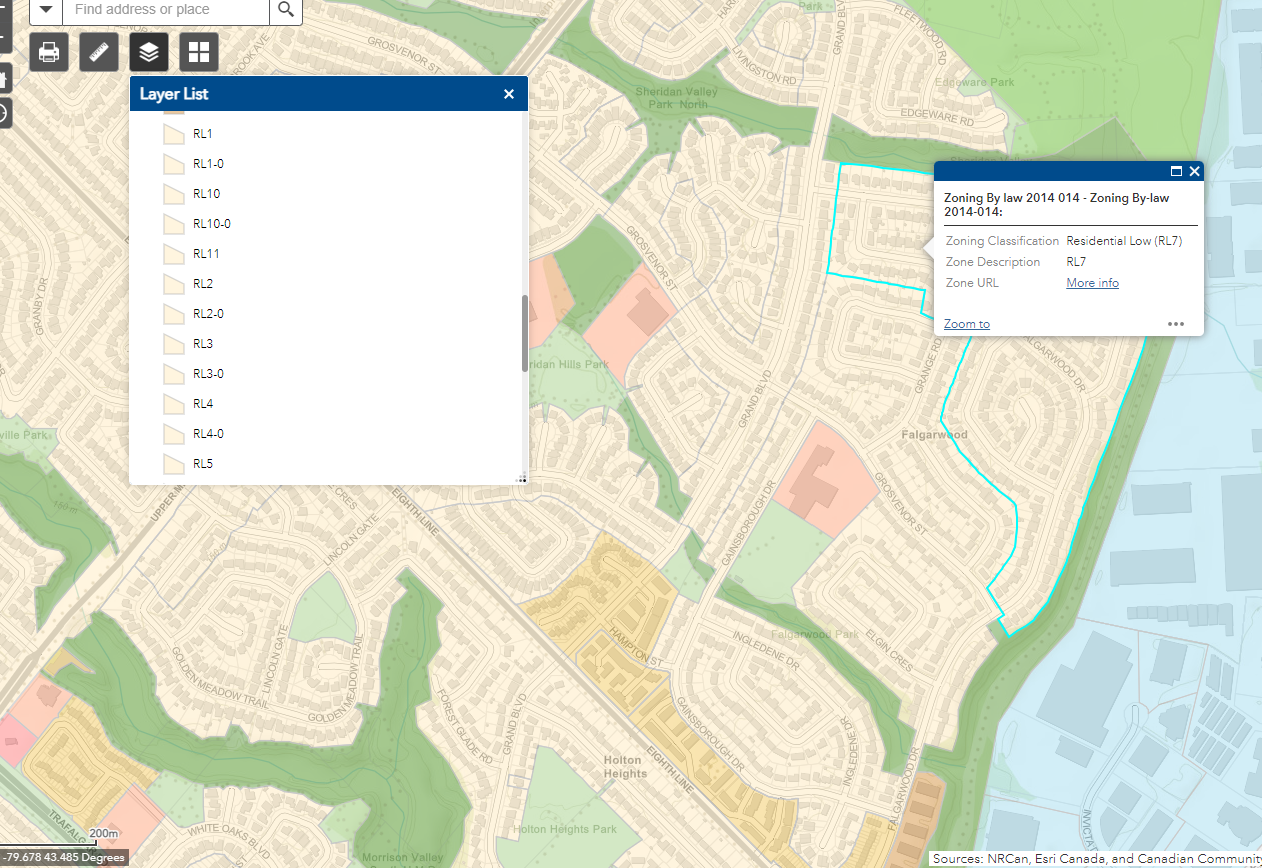 Find address or place
Layer List
RL1
RL1-0
RL10
RL10-0
RL11
RL2
RL2-0
RL3
RL3-0
RL4
RL4-0
RL5
Zoning By law 2014 014 - Zoning By-law
2014-014:
Zoning Classification Residential Low (RL7)
Zone Description RL7
Zone URL More info
Zoom to
GROSVENOR ST
Park
GRAND BLVD
FLEETWOOD RD
LIVINGSTON RD
Edgeware Park
EDGEWARE RD
Sheridan Valley
Park North
GROSVENOR ST
GRANBY DR
Hills Park
GRAND BLVD
GRANGE RD
FALGARWOOD DR
Falgarwood
ville Park
GROSVENOR ST
GAINSBOROUGH DR
EIGHTH LINE
CRES
LINCOLN GATE
HAMPTON ST
Falgarwood Park
INGLEDENE DR
ELGIN CRES
LINCOLN GATE
GOLDEN MEADOW TRAIL
GOLDEN MEADOW TRAIL
FOREST GLADE RD
GRAND BLVD
GAINSBOROUGH DR
EIGHTH LINE
INGLEDENE DR
FALGARWOOD DR
Holton
Heights
Holton Heights Park
WHITE OAKS BLVD
Morrison Valley
200m
-79.678 43.485 Degrees
Sources: NRCan, Esri Canada, and Canadian Community